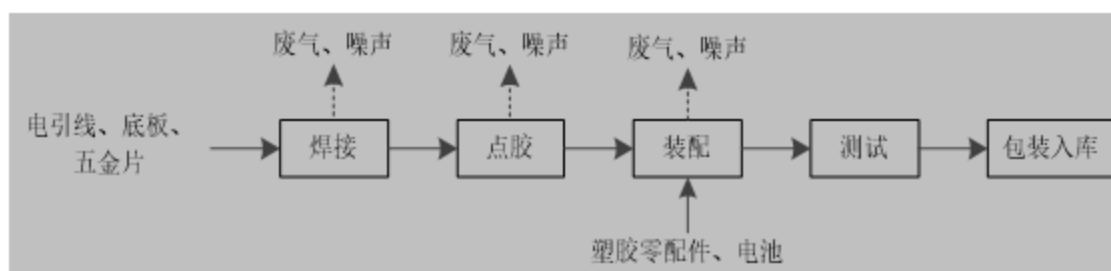 废气、噪声
废气、噪声
废气、噪声
电引线、底板、
五金片
焊接
点胶
装配
测试
包装入库
塑胶零配件、电池